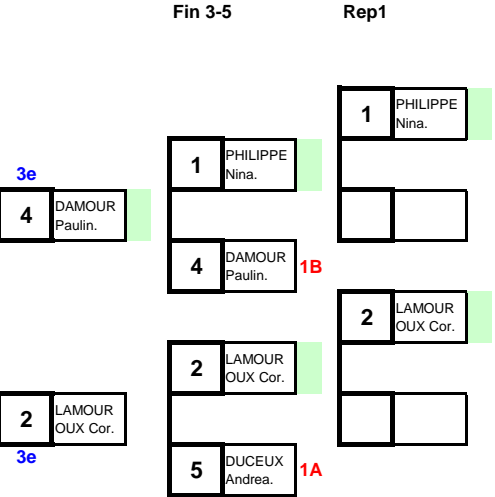 Fin 3-5 Rep1
1 PHILIPPE
Nina.
1 PHILIPPE
Nina.
3e
4 DAMOUR
Paulin.
4 DAMOUR
Paulin. 1B
2 LAMOUR
OUX Cor.
2 LAMOUR
OUX Cor.
2 LAMOUR
OUX Cor.
3e
5 DUCEUX
Andrea. 1A